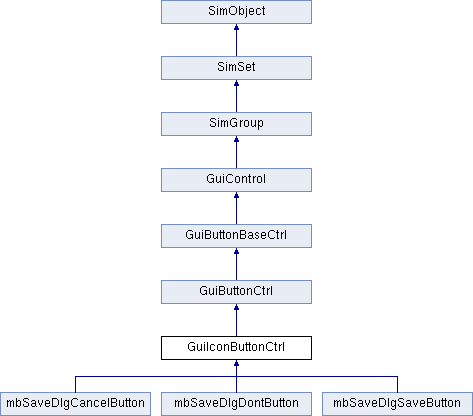 SimObject
SimSet
SimGroup
GuiControl
GuiButtonBaseCtrl
GuiButtonCtrl
GuiIconButtonCtrl
mbSaveDlgCancelButton
mbSaveDlgDontButton
mbSaveDlgSaveButton